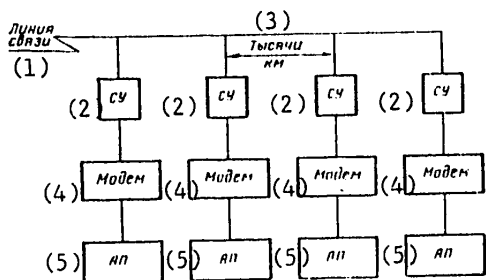 Линия
связи
(1)
(3)
Тысячи
км
(2) СУ (2) СУ (2) СУ (2) СУ
(4) Модем (4) Модем (4) Модем (4) Модем
(5) АП (5) АП (5) АП (5) АП